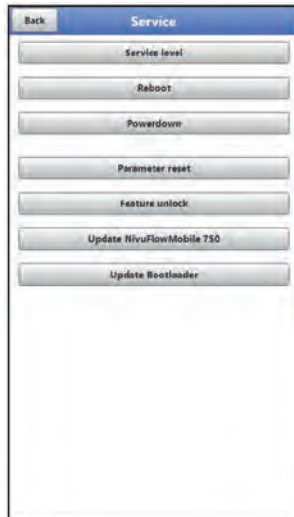 Back
Service
Service level
Reboot
Powerdown
Parameter reset
Feature unlock
Update NivuFlowMobile 750
Update Bootloader